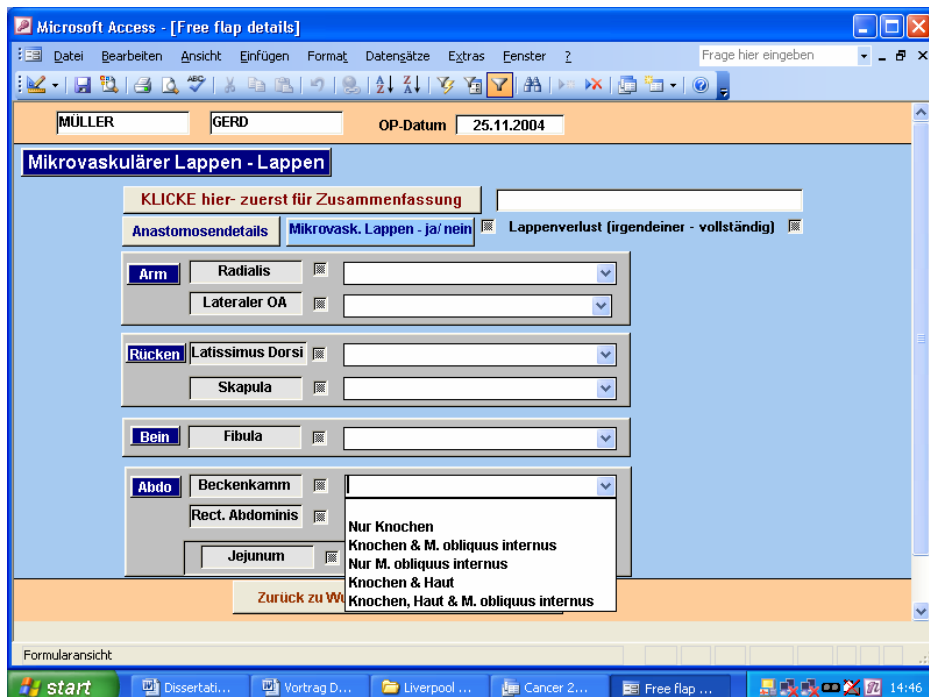 Microsoft Access - [Free flap details]
Datei Bearbeiten Ansicht Einfügen Format Datensätze Extras Fenster ? Frage hier eingeben
MÜLLER GERD OP-Datum 25.11.2004
Mikrovaskulärer Lappen - Lappen
KLICKE hier- zuerst für Zusammenfassung
Anastomosendetails Mikrovask. Lappen - ja/ nein Lappenverlust (irgendeiner - vollständig)
Arm Radialis
Lateraler OA
Rücken Latissimus Dorsi
Skapula
Bein Fibula
Abdo Beckenkamm
Rect. Abdominis
Nur Knochen
Knochen & M. obliquus internus
Nur M. obliquus internus
Knochen & Haut
Knochen, Haut & M. obliquus internus
Jejunum
Zurück zu
Formularansicht
start Dissertati... Vortrag D... Liverpool ... Cancer 2... Free flap ... 14:46